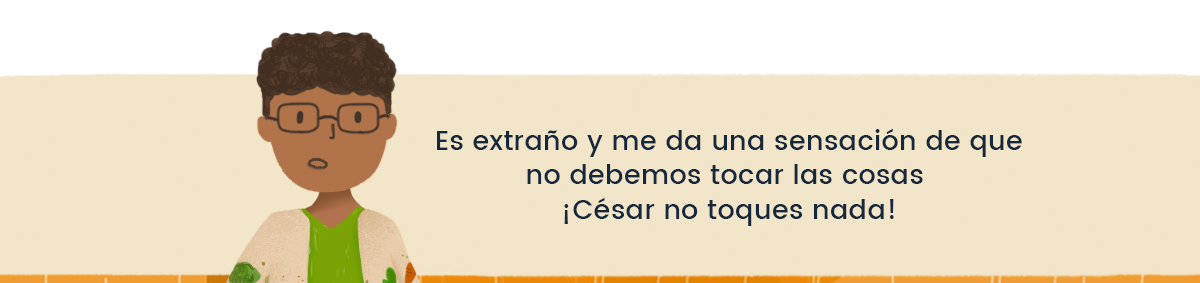 Es extraño y me da una sensación de que
no debemos tocar las cosas
¡César no toques nada!